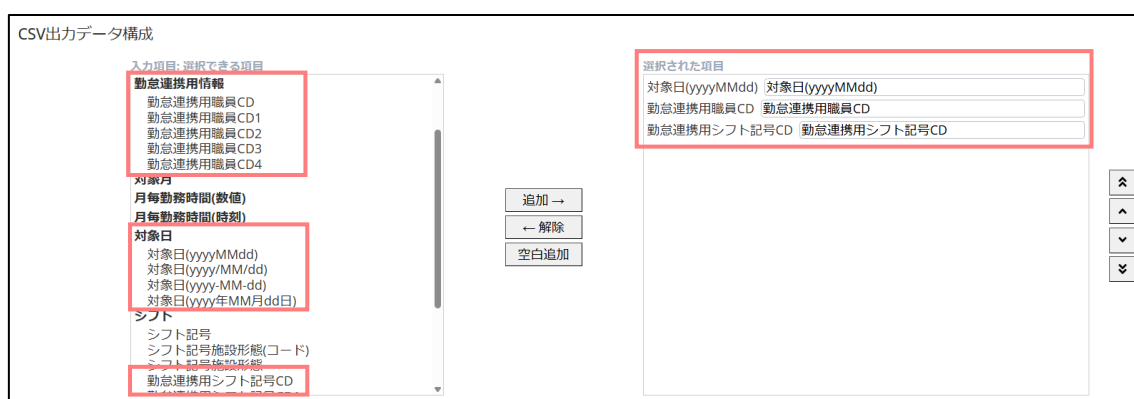 CSV出力データ構成
入力項目: 選択できる項目
勤怠連携用情報
勤怠連携用職員CD
勤怠連携用職員CD1
勤怠連携用職員CD2
勤怠連携用職員CD3
勤怠連携用職員CD4
対象月
月毎勤務時間(数値)
月毎勤務時間(時刻)
対象日
対象日(yyyyMMdd)
対象日(yyyy/MM/dd)
対象日(yyyy-MM-dd)
対象日(yyyy年MM月dd日)
シフト
シフト記号
シフト記号施設形態(コード)
シフト記号施設形態
勤怠連携用シフト記号CD
追加→
←解除
空白追加
選択された項目
対象日(yyyyMMdd) 対象日(yyyyMMdd)
勤怠連携用職員CD 勤怠連携用職員CD
勤怠連携用シフト記号CD 勤怠連携用シフト記号CD